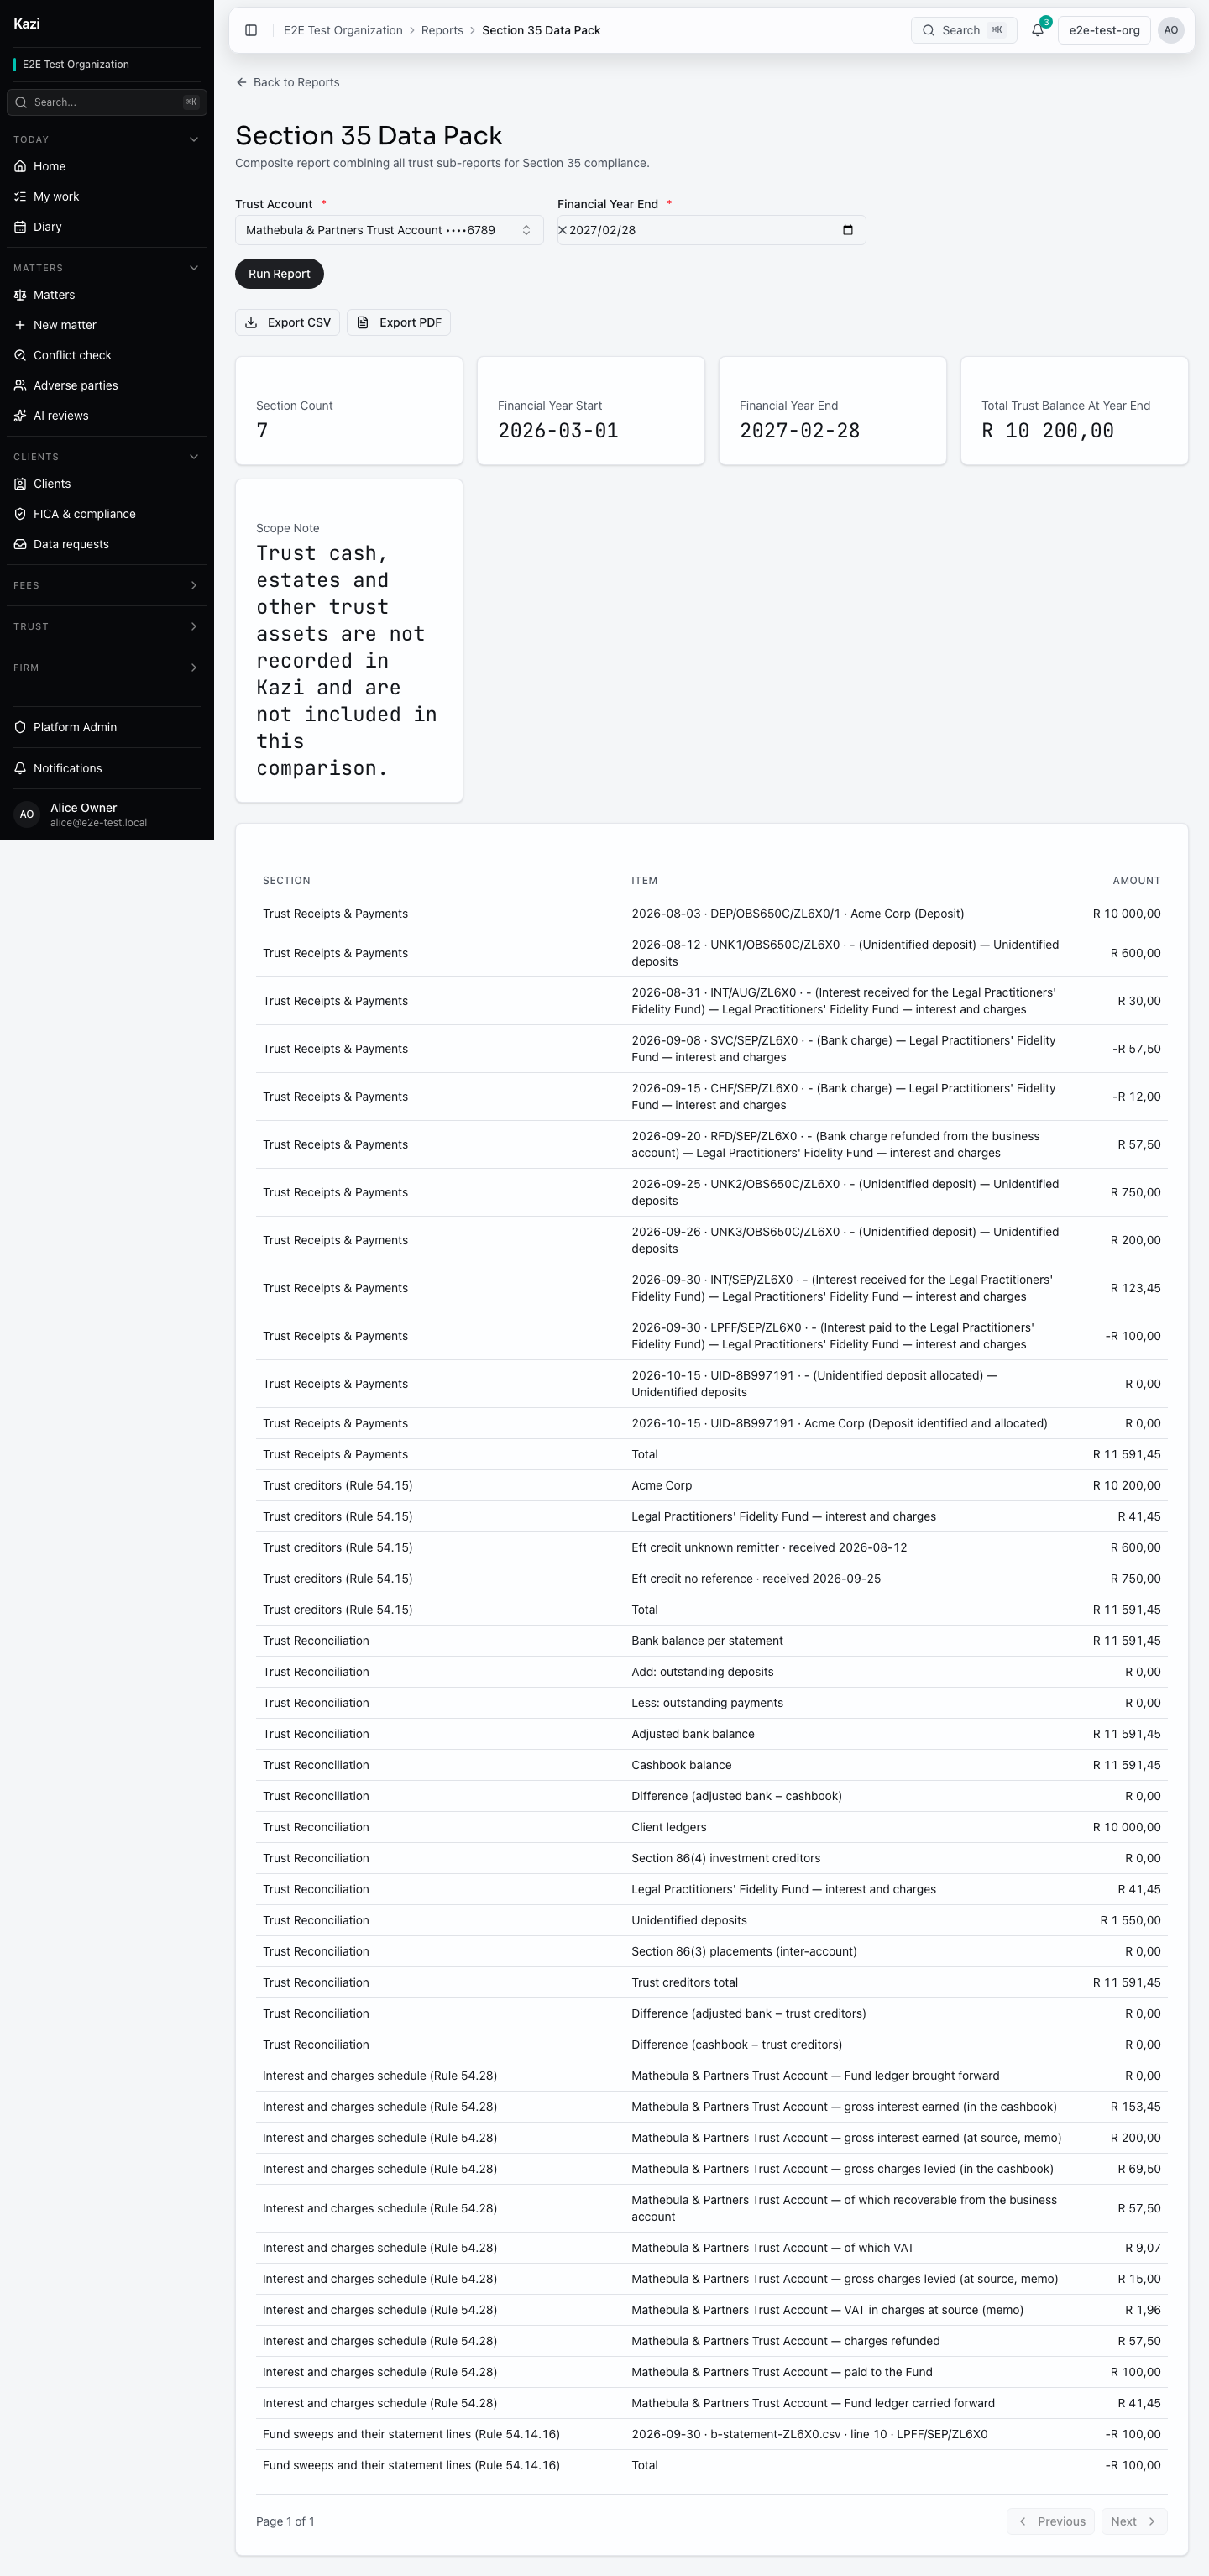 Kazi
E2E Test Organization
Search...
⌘K
TODAY
Home
My work
Diary
MATTERS
Matters
New matter
Conflict check
Adverse parties
AI reviews
CLIENTS
Clients
FICA & compliance
Data requests
FEES
TRUST
FIRM
Platform Admin
Notifications
AO
Alice Owner
alice@e2e-test.local
E2E Test Organization > Reports > Section 35 Data Pack
Search ⌘K
3
e2e-test-org
AO
Back to Reports
Section 35 Data Pack
Composite report combining all trust sub-reports for Section 35 compliance.
Trust Account *
Mathebula & Partners Trust Account ••••6789
Financial Year End *
2027/02/28
Run Report
Export CSV
Export PDF
Section Count
7
Financial Year Start
2026-03-01
Financial Year End
2027-02-28
Total Trust Balance At Year End
R 10 200,00
Scope Note
Trust cash,
estates and
other trust
assets are not
recorded in
Kazi and are
not included in
this
comparison.
SECTION ITEM AMOUNT
Trust Receipts & Payments 2026-08-03 · DEP/OBS650C/ZL6X0/1 · Acme Corp (Deposit) R 10 000,00
Trust Receipts & Payments 2026-08-12 · UNK1/OBS650C/ZL6X0 · - (Unidentified deposit) — Unidentified
deposits R 600,00
Trust Receipts & Payments 2026-08-31 · INT/AUG/ZL6X0 · - (Interest received for the Legal Practitioners'
Fidelity Fund) — Legal Practitioners' Fidelity Fund — interest and charges R 30,00
Trust Receipts & Payments 2026-09-08 · SVC/SEP/ZL6X0 · - (Bank charge) — Legal Practitioners' Fidelity
Fund — interest and charges -R 57,50
Trust Receipts & Payments 2026-09-15 · CHF/SEP/ZL6X0 · - (Bank charge) — Legal Practitioners' Fidelity
Fund — interest and charges -R 12,00
Trust Receipts & Payments 2026-09-20 · RFD/SEP/ZL6X0 · - (Bank charge refunded from the business
account) — Legal Practitioners' Fidelity Fund — interest and charges R 57,50
Trust Receipts & Payments 2026-09-25 · UNK2/OBS650C/ZL6X0 · - (Unidentified deposit) — Unidentified
deposits R 750,00
Trust Receipts & Payments 2026-09-26 · UNK3/OBS650C/ZL6X0 · - (Unidentified deposit) — Unidentified
deposits R 200,00
Trust Receipts & Payments 2026-09-30 · INT/SEP/ZL6X0 · - (Interest received for the Legal Practitioners'
Fidelity Fund) — Legal Practitioners' Fidelity Fund — interest and charges R 123,45
Trust Receipts & Payments 2026-09-30 · LPFF/SEP/ZL6X0 · - (Interest paid to the Legal Practitioners'
Fidelity Fund) — Legal Practitioners' Fidelity Fund — interest and charges -R 100,00
Trust Receipts & Payments 2026-10-15 · UID-8B997191 · - (Unidentified deposit allocated) —
Unidentified deposits R 0,00
Trust Receipts & Payments 2026-10-15 · UID-8B997191 · Acme Corp (Deposit identified and allocated) R 0,00
Trust Receipts & Payments Total R 11 591,45
Trust creditors (Rule 54.15) Acme Corp R 10 200,00
Trust creditors (Rule 54.15) Legal Practitioners' Fidelity Fund — interest and charges R 41,45
Trust creditors (Rule 54.15) Eft credit unknown remitter · received 2026-08-12 R 600,00
Trust creditors (Rule 54.15) Eft credit no reference · received 2026-09-25 R 750,00
Trust creditors (Rule 54.15) Total R 11 591,45
Trust Reconciliation Bank balance per statement R 11 591,45
Trust Reconciliation Add: outstanding deposits R 0,00
Trust Reconciliation Less: outstanding payments R 0,00
Trust Reconciliation Adjusted bank balance R 11 591,45
Trust Reconciliation Cashbook balance R 11 591,45
Trust Reconciliation Difference (adjusted bank − cashbook) R 0,00
Trust Reconciliation Client ledgers R 10 000,00
Trust Reconciliation Section 86(4) investment creditors R 0,00
Trust Reconciliation Legal Practitioners' Fidelity Fund — interest and charges R 41,45
Trust Reconciliation Unidentified deposits R 1 550,00
Trust Reconciliation Section 86(3) placements (inter-account) R 0,00
Trust Reconciliation Trust creditors total R 11 591,45
Trust Reconciliation Difference (adjusted bank − trust creditors) R 0,00
Trust Reconciliation Difference (cashbook − trust creditors) R 0,00
Interest and charges schedule (Rule 54.28) Mathebula & Partners Trust Account — Fund ledger brought forward R 0,00
Interest and charges schedule (Rule 54.28) Mathebula & Partners Trust Account — gross interest earned (in the cashbook) R 153,45
Interest and charges schedule (Rule 54.28) Mathebula & Partners Trust Account — gross interest earned (at source, memo) R 200,00
Interest and charges schedule (Rule 54.28) Mathebula & Partners Trust Account — gross charges levied (in the cashbook) R 69,50
Interest and charges schedule (Rule 54.28) Mathebula & Partners Trust Account — of which recoverable from the business
account R 57,50
Interest and charges schedule (Rule 54.28) Mathebula & Partners Trust Account — of which VAT R 9,07
Interest and charges schedule (Rule 54.28) Mathebula & Partners Trust Account — gross charges levied (at source, memo) R 15,00
Interest and charges schedule (Rule 54.28) Mathebula & Partners Trust Account — VAT in charges at source (memo) R 1,96
Interest and charges schedule (Rule 54.28) Mathebula & Partners Trust Account — charges refunded R 57,50
Interest and charges schedule (Rule 54.28) Mathebula & Partners Trust Account — paid to the Fund R 100,00
Interest and charges schedule (Rule 54.28) Mathebula & Partners Trust Account — Fund ledger carried forward R 41,45
Fund sweeps and their statement lines (Rule 54.14.16) 2026-09-30 · b-statement-ZL6X0.csv · line 10 · LPFF/SEP/ZL6X0 -R 100,00
Fund sweeps and their statement lines (Rule 54.14.16) Total -R 100,00
Page 1 of 1
Previous
Next